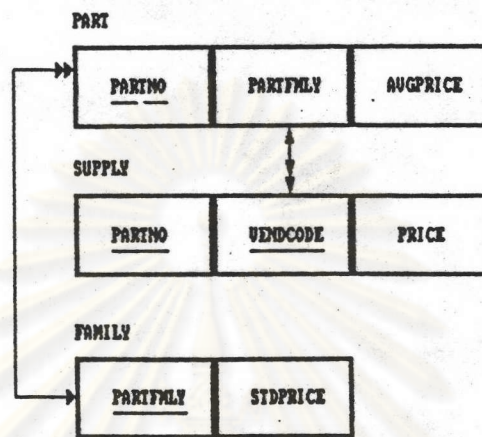 PART
PARTNO PARTFMLY AVGPRICE
SUPPLY
PARTNO VENDCODE PRICE
FAMILY
PARTFMLY STDPRICE